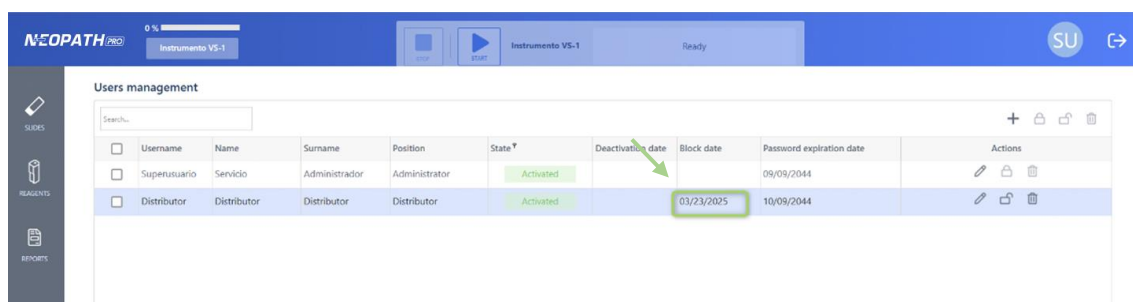 NEOPATH PRO
0 %
Instrumento VS-1
STOP
START
Instrumento VS-1
Ready
SU
SLIDES
REAGENTS
REPORTS
Users management
Search...
Username Name Surname Position State Deactivation date Block date Password expiration date Actions
Superusuario Servicio Administrador Administrator Activated 09/09/2044
Distributor Distributor Distributor Distributor Activated 03/23/2025 10/09/2044